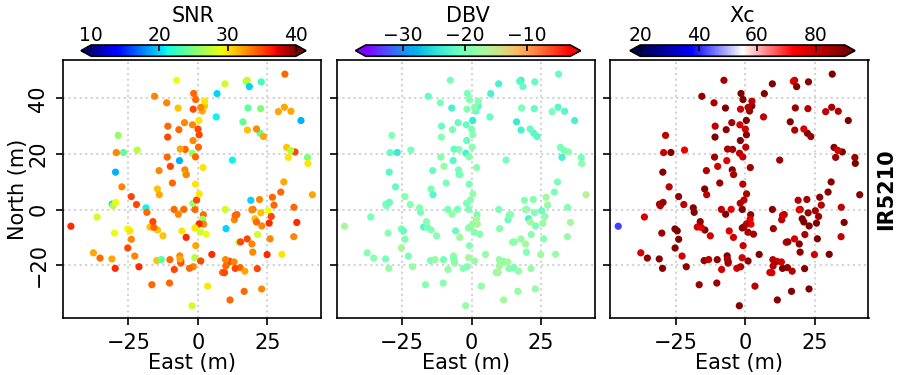 SNR DBV Xc
10 20 30 40 −30 −20 −10 20 40 60 80
40
20
0
−20
North (m)
IR5210
−25 0 25 −25 0 25 −25 0 25
East (m) East (m) East (m)